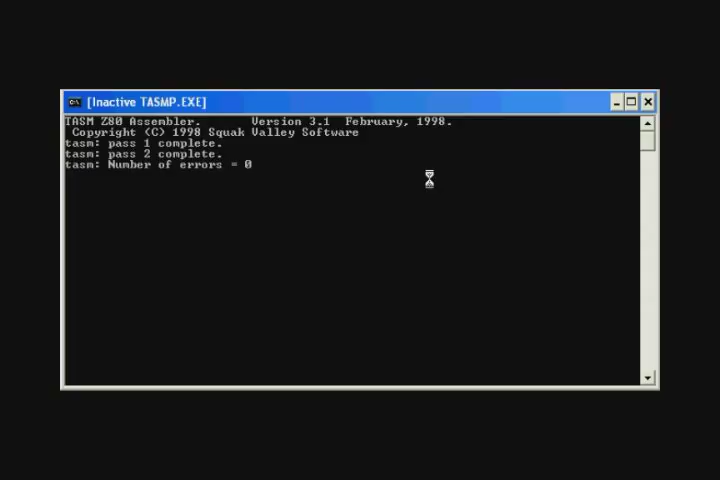 [Inactive TASMP.EXE]
TASM Z80 Assembler. Version 3.1 February, 1998.
Copyright (C) 1998 Squak Valley Software
tasm: pass 1 complete.
tasm: pass 2 complete.
tasm: Number of errors = 0